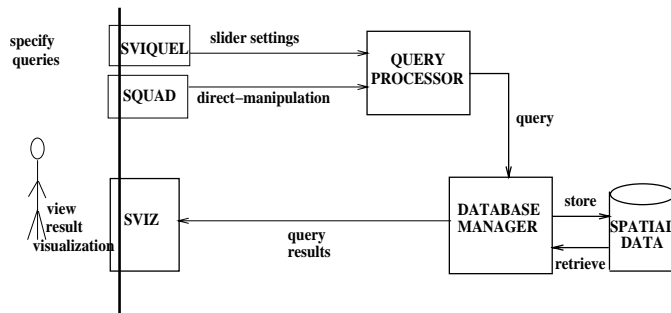 specify
queries
SVIQUEL
slider settings
QUERY
PROCESSOR
SQUAD
direct-manipulation
query
view
result
visualization
SVIZ
query
results
DATABASE
MANAGER
store
retrieve
SPATIAL
DATA